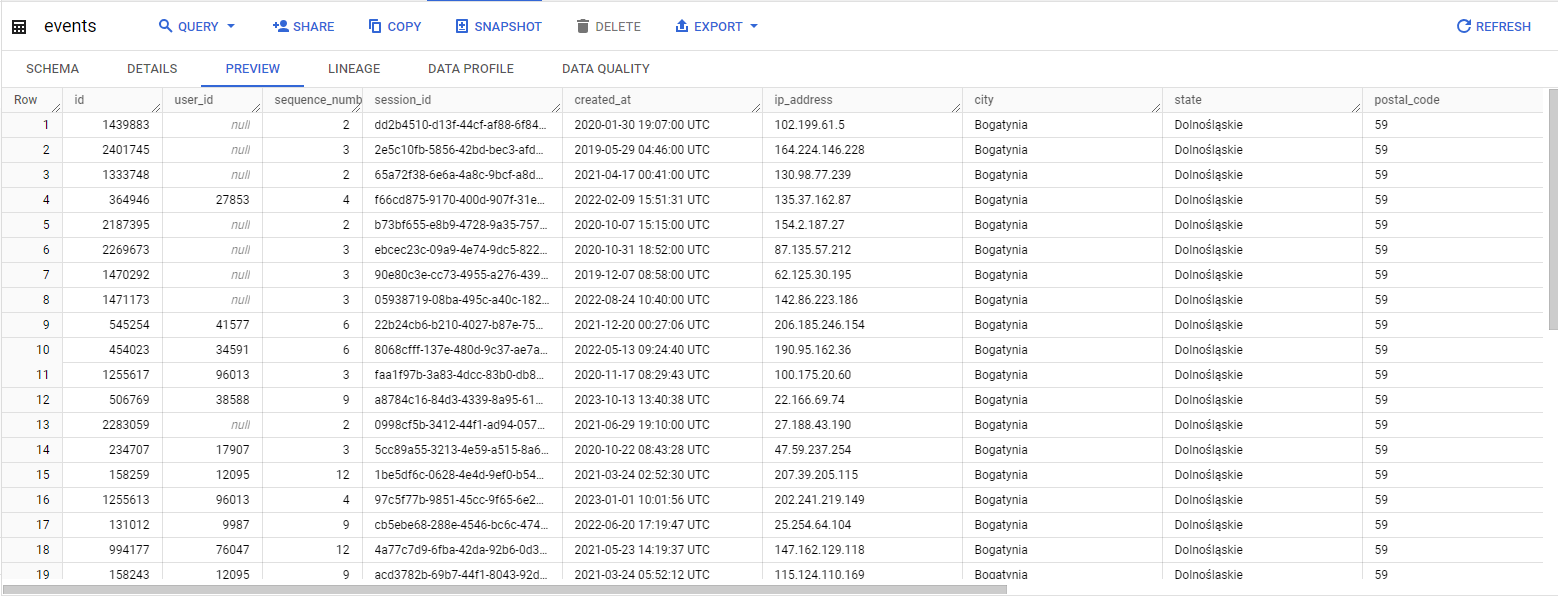 events QUERY SHARE COPY SNAPSHOT DELETE EXPORT REFRESH
SCHEMA DETAILS PREVIEW LINEAGE DATA PROFILE DATA QUALITY
Row id user_id sequence_numb session_id created_at ip_address city state postal_code
1 1439883 null 2 dd2b4510-d13f-44cf-af88-6f84... 2020-01-30 19:07:00 UTC 102.199.61.5 Bogatynia Dolnośląskie 59
2 2401745 null 3 2e5c10fb-5856-42bd-bec3-afd... 2019-05-29 04:46:00 UTC 164.224.146.228 Bogatynia Dolnośląskie 59
3 1333748 null 2 65a72f38-6e6a-4a8c-9bcf-a8d... 2021-04-17 00:41:00 UTC 130.98.77.239 Bogatynia Dolnośląskie 59
4 364946 27853 4 f66cd875-9170-400d-907f-31e... 2022-02-09 15:51:31 UTC 135.37.162.87 Bogatynia Dolnośląskie 59
5 2187395 null 2 b73bf655-e8b9-4728-9a35-757... 2020-10-07 15:15:00 UTC 154.2.187.27 Bogatynia Dolnośląskie 59
6 2269673 null 3 ebcec23c-09a9-4e74-9dc5-822... 2020-10-31 18:52:00 UTC 87.135.57.212 Bogatynia Dolnośląskie 59
7 1470292 null 3 90e80c3e-cc73-4955-a276-439... 2019-12-07 08:58:00 UTC 62.125.30.195 Bogatynia Dolnośląskie 59
8 1471173 null 3 05938719-08ba-495c-a40c-182... 2022-08-24 10:40:00 UTC 142.86.223.186 Bogatynia Dolnośląskie 59
9 545254 41577 6 22b24cb6-b210-4027-b87e-75... 2021-12-20 00:27:06 UTC 206.185.246.154 Bogatynia Dolnośląskie 59
10 454023 34591 6 8068cfff-137e-480d-9c37-ae7a... 2022-05-13 09:24:40 UTC 190.95.162.36 Bogatynia Dolnośląskie 59
11 1255617 96013 3 faa1f97b-3a83-4dcc-83b0-db8... 2020-11-17 08:29:43 UTC 100.175.20.60 Bogatynia Dolnośląskie 59
12 506769 38588 9 a8784c16-84d3-4339-8a95-61... 2023-10-13 13:40:38 UTC 22.166.69.74 Bogatynia Dolnośląskie 59
13 2283059 null 2 0998cf5b-3412-44f1-ad94-057... 2021-06-29 19:10:00 UTC 27.188.43.190 Bogatynia Dolnośląskie 59
14 234707 17907 3 5cc89a55-3213-4e59-a515-8a6... 2020-10-22 08:43:28 UTC 47.59.237.254 Bogatynia Dolnośląskie 59
15 158259 12095 12 1be5df6c-0628-4e4d-9ef0-b54... 2021-03-24 02:52:30 UTC 207.39.205.115 Bogatynia Dolnośląskie 59
16 1255613 96013 4 97c5f77b-9851-45cc-9f65-6e2... 2023-01-01 10:01:56 UTC 202.241.219.149 Bogatynia Dolnośląskie 59
17 131012 9987 9 cb5ebe68-288e-4546-bc6c-474... 2022-06-20 17:19:47 UTC 25.254.64.104 Bogatynia Dolnośląskie 59
18 994177 76047 12 4a77c7d9-6fba-42da-92b6-0d3... 2021-05-23 14:19:37 UTC 147.162.129.118 Bogatynia Dolnośląskie 59
19 158243 12095 9 acd3782b-69b7-44f1-8043-92d... 2021-03-24 05:52:12 UTC 115.124.110.169 Bogatynia Dolnośląskie 59